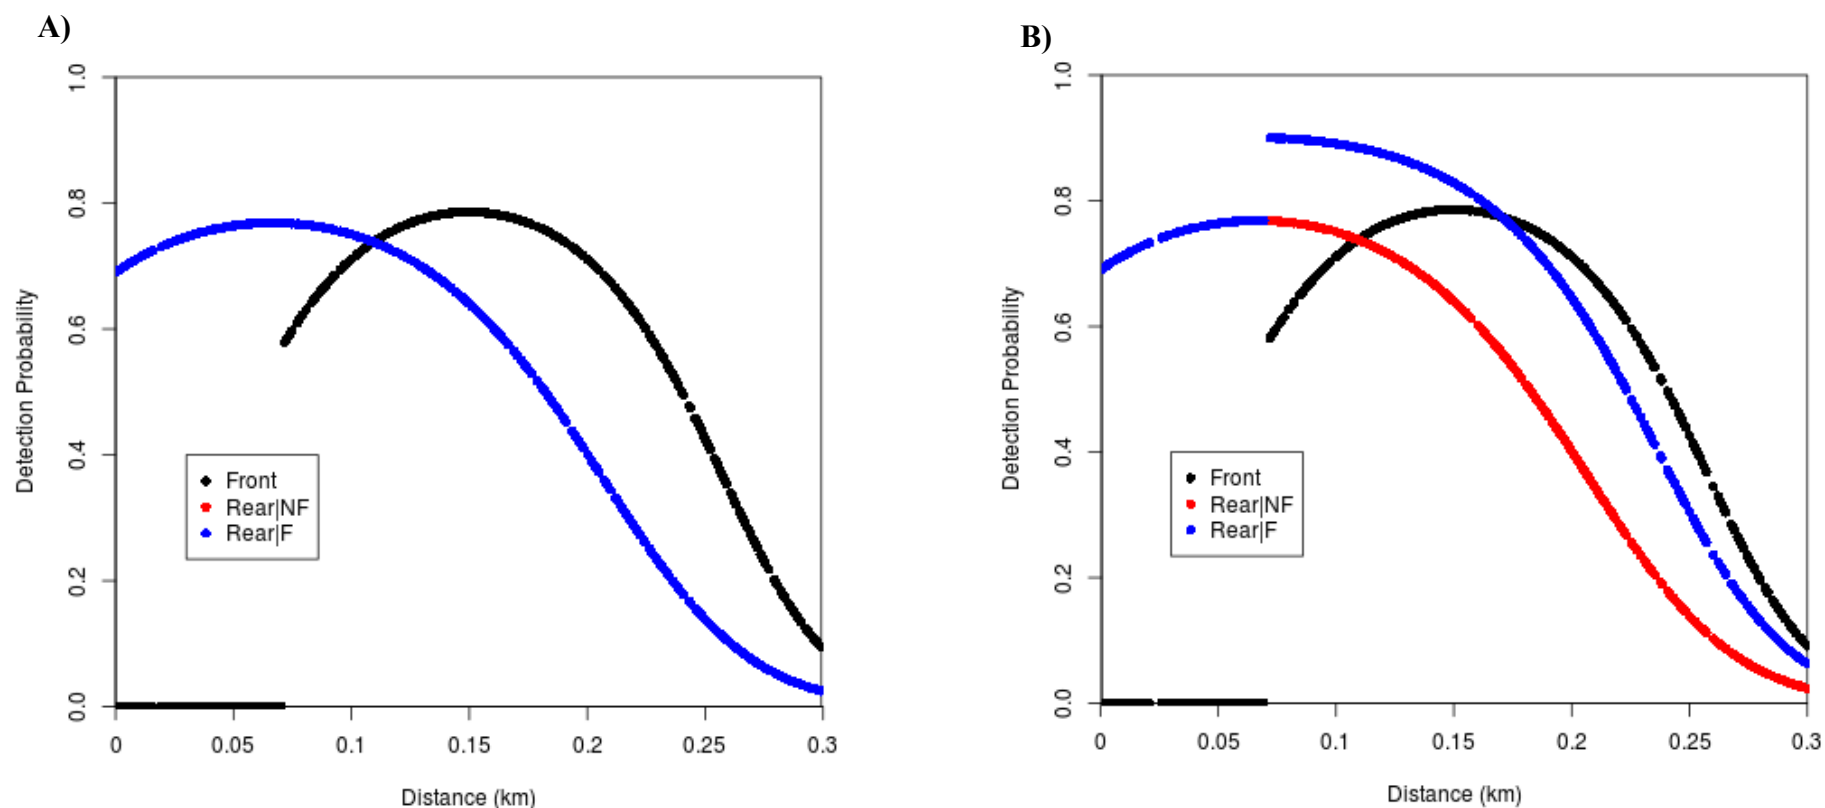 A)
Detection Probability
1.0
0.8
0.6
0.4
0.2
0.0
Front
Rear|NF
Rear|F
0 0.05 0.1 0.15 0.2 0.25 0.3
Distance (km)
B)
Detection Probability
1.0
0.8
0.6
0.4
0.2
0.0
Front
Rear|NF
Rear|F
0 0.05 0.1 0.15 0.2 0.25 0.3
Distance (km)